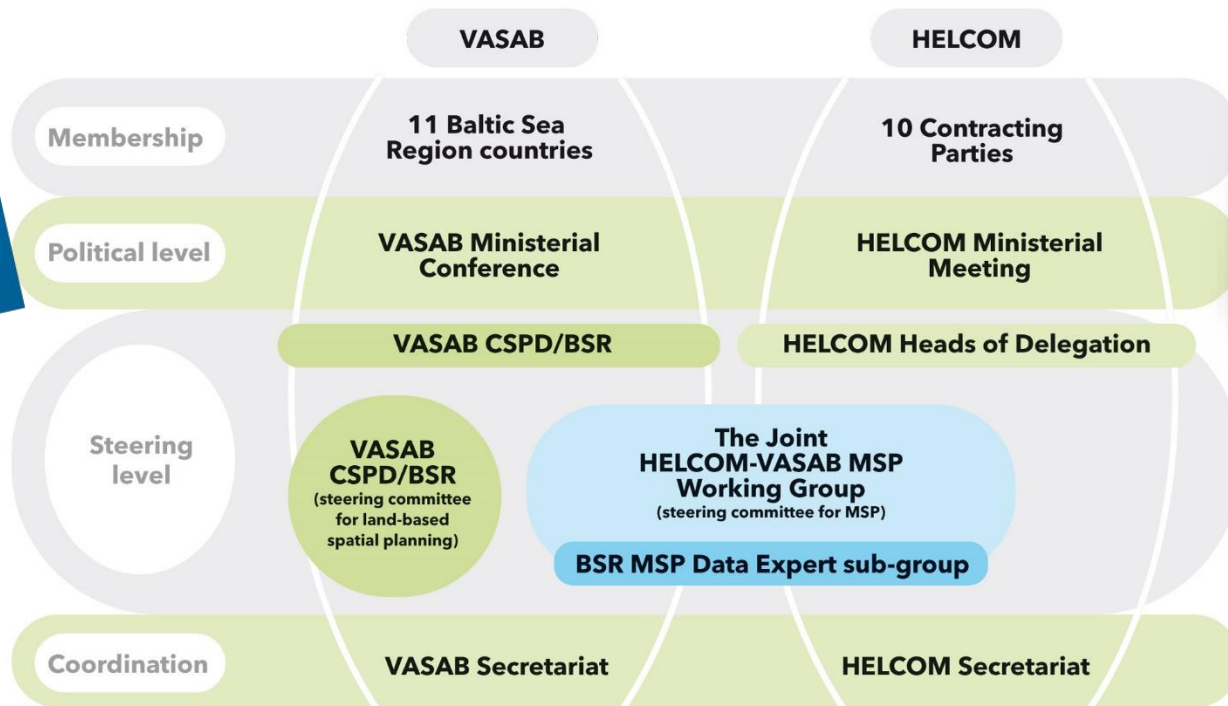 VASAB
HELCOM
Membership
11 Baltic Sea
Region countries
10 Contracting
Parties
Political level
VASAB Ministerial
Conference
HELCOM Ministerial
Meeting
VASAB CSPD/BSR
HELCOM Heads of Delegation
Steering
level
VASAB
CSPD/BSR
(steering committee
for land-based
spatial planning)
The Joint
HELCOM-VASAB MSP
Working Group
(steering committee for MSP)
BSR MSP Data Expert sub-group
Coordination
VASAB Secretariat
HELCOM Secretariat